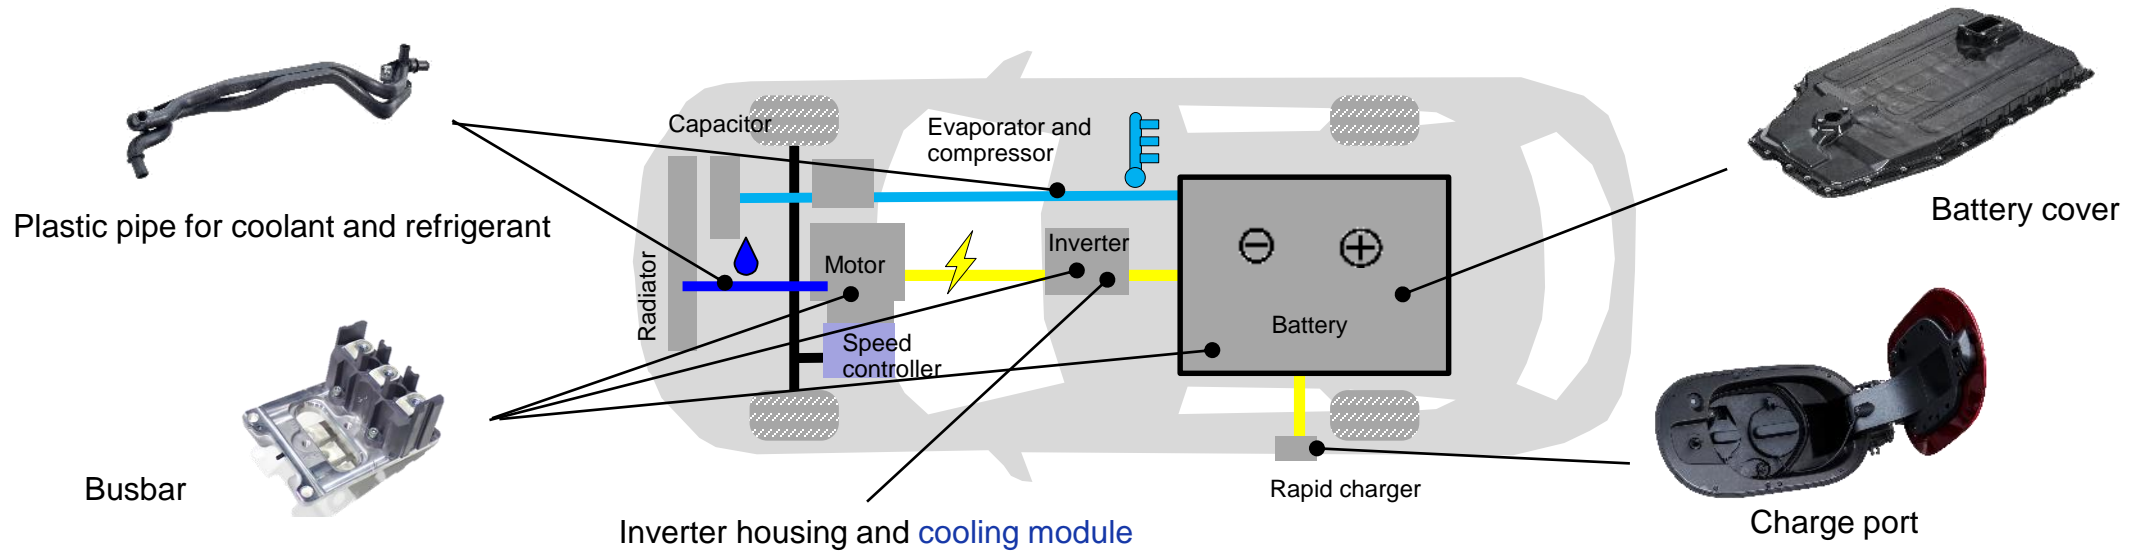 Plastic pipe for coolant and refrigerant
Busbar
Capacitor
Evaporator and
compressor
Radiator
Motor
Inverter
Speed
controller
Battery
Rapid charger
Inverter housing and cooling module
Battery cover
Charge port